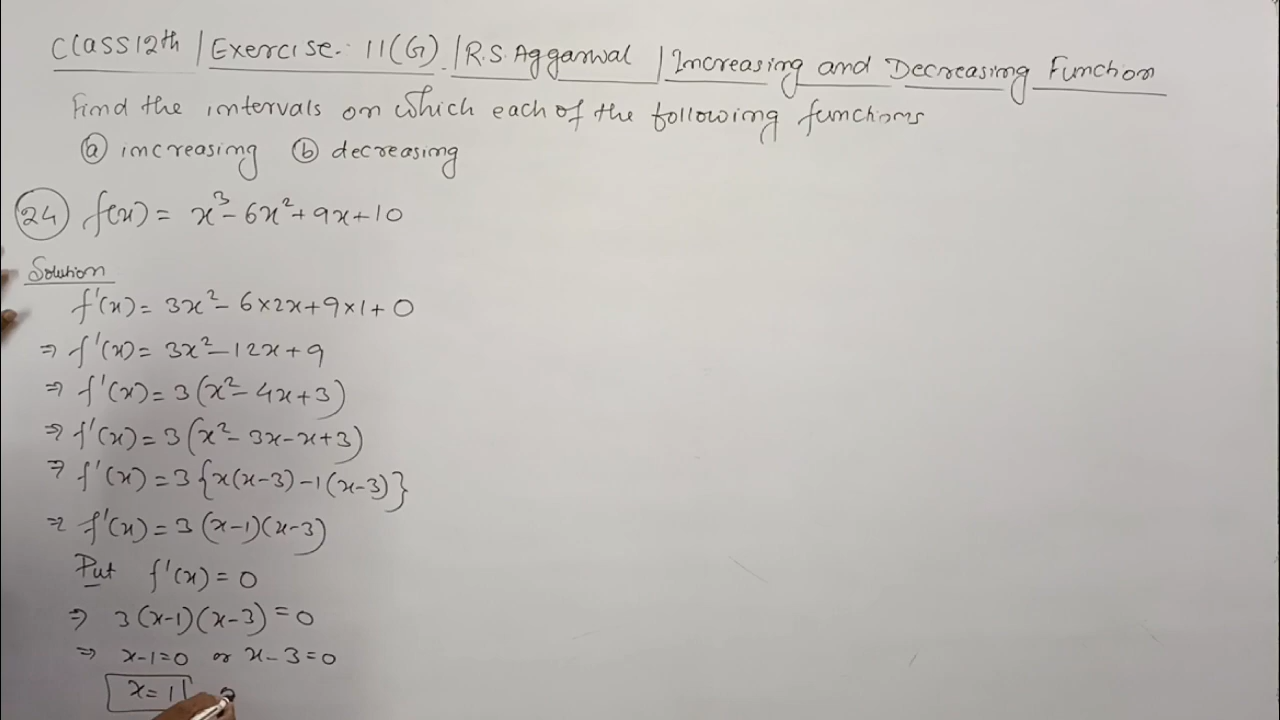 Class 12th | Exercise. 11(G) | R.S. Aggarwal | Increasing and Decreasing Function
Find the intervals on which each of the following functions
(a) increasing (b) decreasing
(24) f(x) = x³ - 6x² + 9x + 10
Solution
f'(x) = 3x² - 6×2x + 9×1 + 0
⇒ f'(x) = 3x² - 12x + 9
⇒ f'(x) = 3(x² - 4x + 3)
⇒ f'(x) = 3(x² - 3x - x + 3)
⇒ f'(x) = 3{x(x-3) - 1(x-3)}
⇒ f'(x) = 3(x-1)(x-3)
Put f'(x) = 0
⇒ 3(x-1)(x-3) = 0
⇒ x-1=0 or x-3=0
x=1